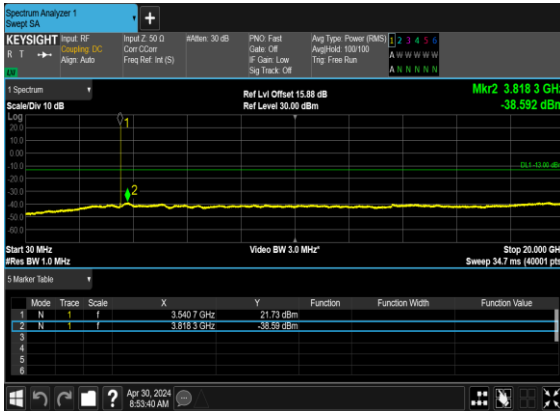 Spectrum Analyzer 1
Swept SA
+
KEYSIGHT
R T
Input: RF
Coupling: DC
Align: Auto
Input Z: 50 Ω
Corr CCorr
Freq Ref: Int (S)
#Atten: 30 dB
PNO: Fast
Gate: Off
IF Gain: Low
Sig Track: Off
Avg Type: Power (RMS)
Avg|Hold: 100/100
Trig: Free Run
1 2 3 4 5 6
A W W W W W
A N N N N N
1 Spectrum
Scale/Div 10 dB
Ref Lvl Offset 15.88 dB
Ref Level 30.00 dBm
Mkr2 3.818 3 GHz
-38.592 dBm
Log
20.0
10.0
0.00
-10.0
-20.0
-30.0
-40.0
-50.0
-60.0
1
2
DL1 -13.00 dBm
Start 30 MHz
#Res BW 1.0 MHz
Video BW 3.0 MHz*
Stop 20.000 GHz
Sweep 34.7 ms (40001 pts)
5 Marker Table
Mode Trace Scale X Y Function Function Width Function Value
1 N 1 f 3.540 7 GHz 21.73 dBm
2 N 1 f 3.818 3 GHz -38.59 dBm
3
4
5
6
?
Apr 30, 2024
8:53:40 AM